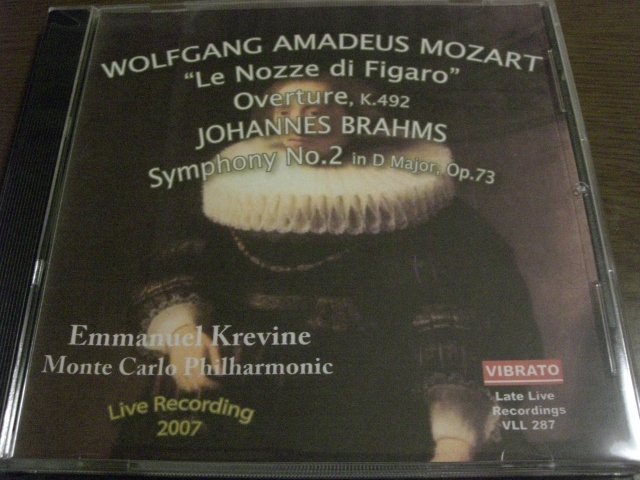 WOLFGANG AMADEUS MOZART
"Le Nozze di Figaro"
Overture, K.492
JOHANNES BRAHMS
Symphony No.2 in D Major, Op.73
Emmanuel Krevine
Monte Carlo Philharmonic
Live Recording
2007
VIBRATO
Late Live
Recordings
VLL 287